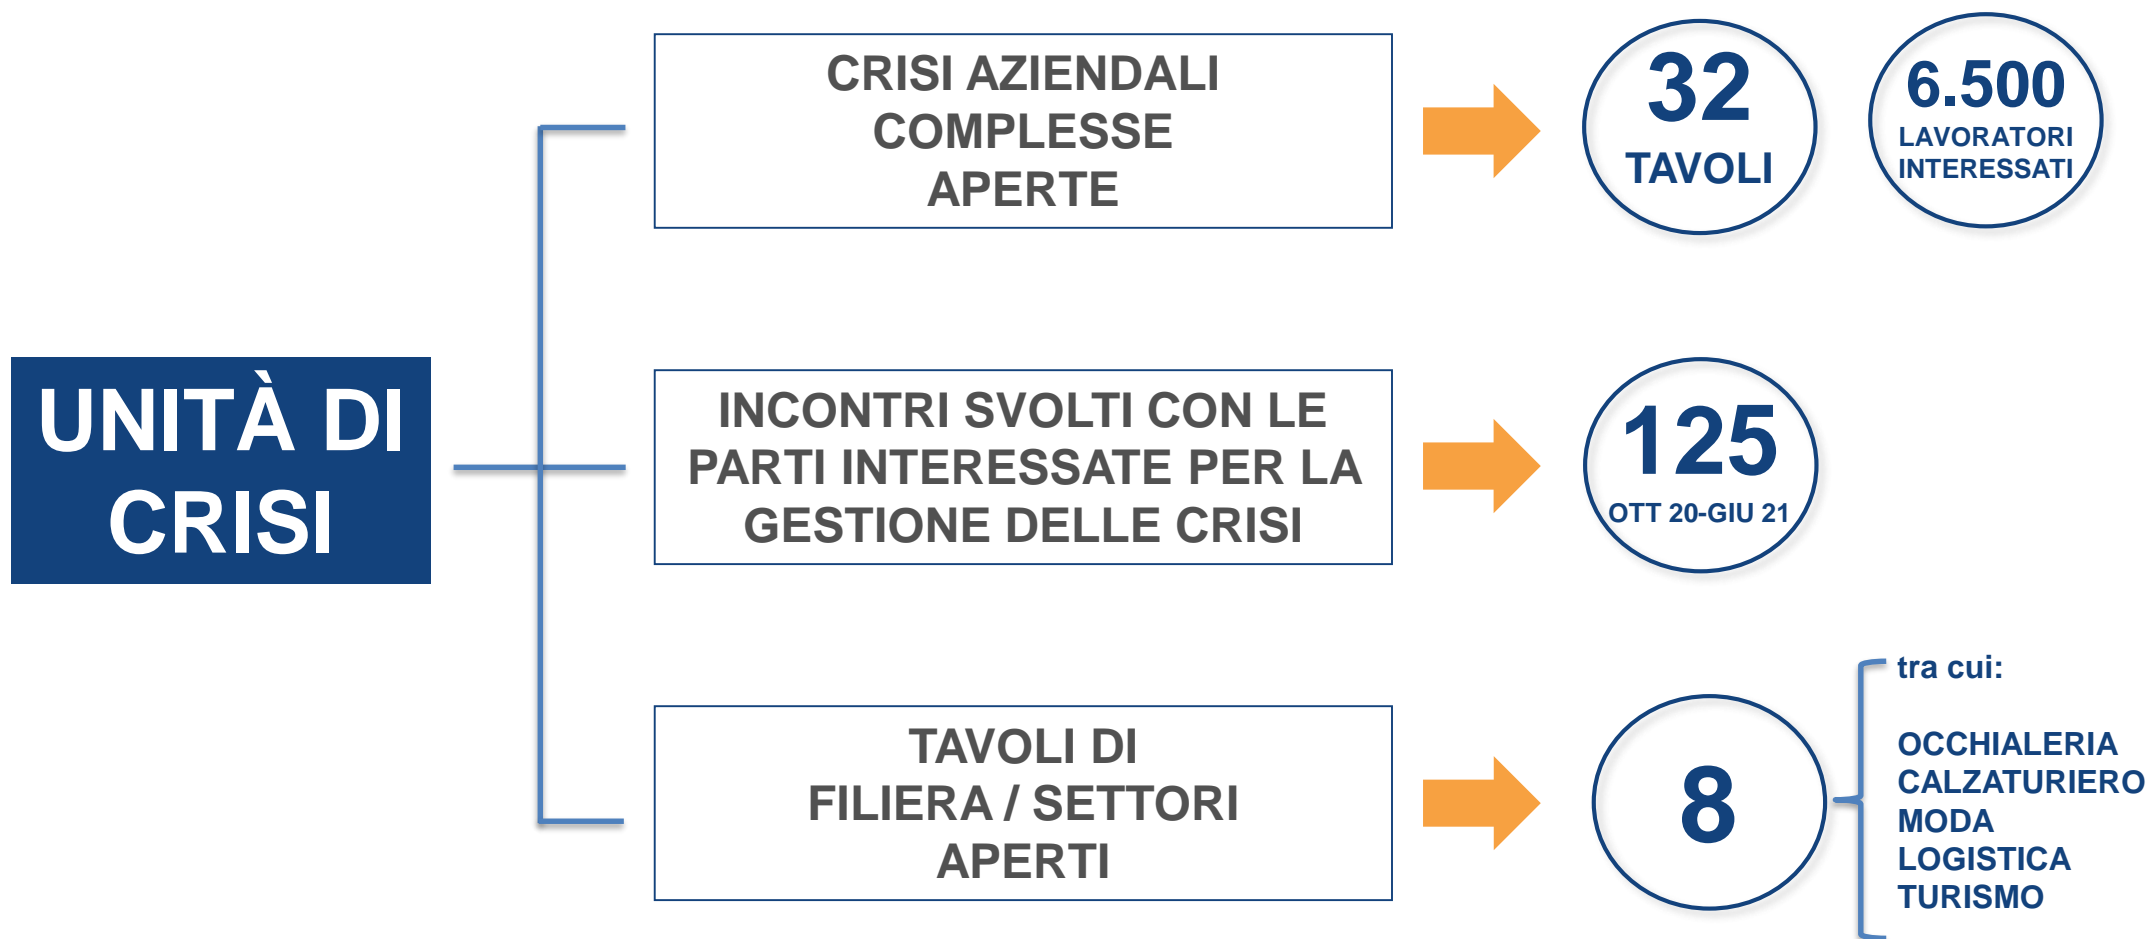 UNITÀ DI
CRISI
CRISI AZIENDALI
COMPLESSE
APERTE
32
TAVOLI
6.500
LAVORATORI
INTERESSATI
INCONTRI SVOLTI CON LE
PARTI INTERESSATE PER LA
GESTIONE DELLE CRISI
125
OTT 20-GIU 21
TAVOLI DI
FILIERA / SETTORI
APERTI
8
tra cui:
OCCHIALERIA
CALZATURIERO
MODA
LOGISTICA
TURISMO